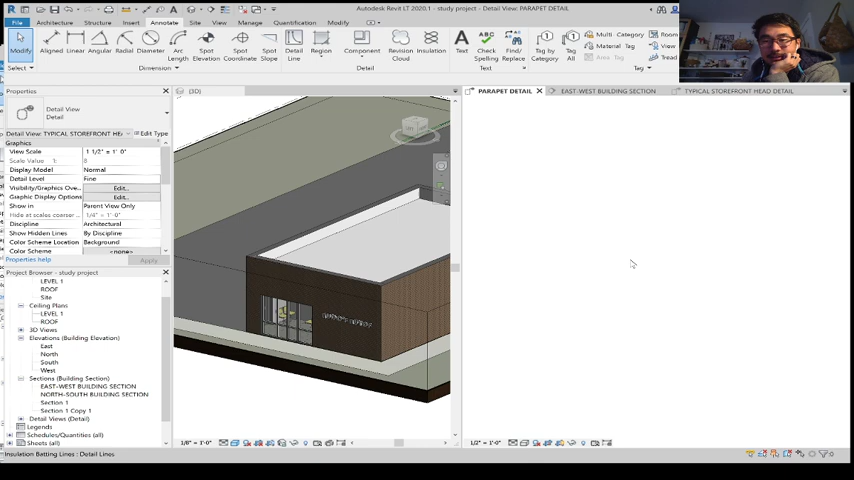 Autodesk Revit LT 2020.1 - study project - Detail View: PARAPET DETAIL
File Architecture Structure Insert Annotate Site View Manage Quantification Modify
Modify Aligned Linear Angular Radial Diameter Arc Length Spot Elevation Spot Coordinate Spot Slope Detail Line Region Component Revision Cloud Insulation Text Check Spelling Find/ Replace Tag by Category Tag All Multi - Category Material Tag Area Tag Room View Tread
Select Dimension Detail Text Tag
Properties
Detail View
Detail
Detail View: TYPICAL STOREFRONT HEA Edit Type
Graphics
View Scale 1 1/2" = 1'-0"
Scale Value 1: 8
Display Model Normal
Detail Level Fine
Visibility/Graphics Ove... Edit...
Graphic Display Options Edit...
Show in Parent View Only
Hide at scales coarser ... 1/4" = 1'-0"
Discipline Architectural
Show Hidden Lines By Discipline
Color Scheme Location Background
Color Scheme <none>
Properties help Apply
Project Browser - study project
LEVEL 1
ROOF
Site
Ceiling Plans
LEVEL 1
ROOF
3D Views
Elevations (Building Elevation)
East
North
South
West
Sections (Building Section)
EAST-WEST BUILDING SECTION
NORTH-SOUTH BUILDING SECTION
Section 1
Section 1 Copy 1
Detail Views (Detail)
Legends
Schedules/Quantities (all)
Sheets (all)
{3D}
1/8" = 1'-0"
PARAPET DETAIL EAST-WEST BUILDING SECTION TYPICAL STOREFRONT HEAD DETAIL
1/2" = 1'-0"
Insulation Batting Lines : Detail Lines